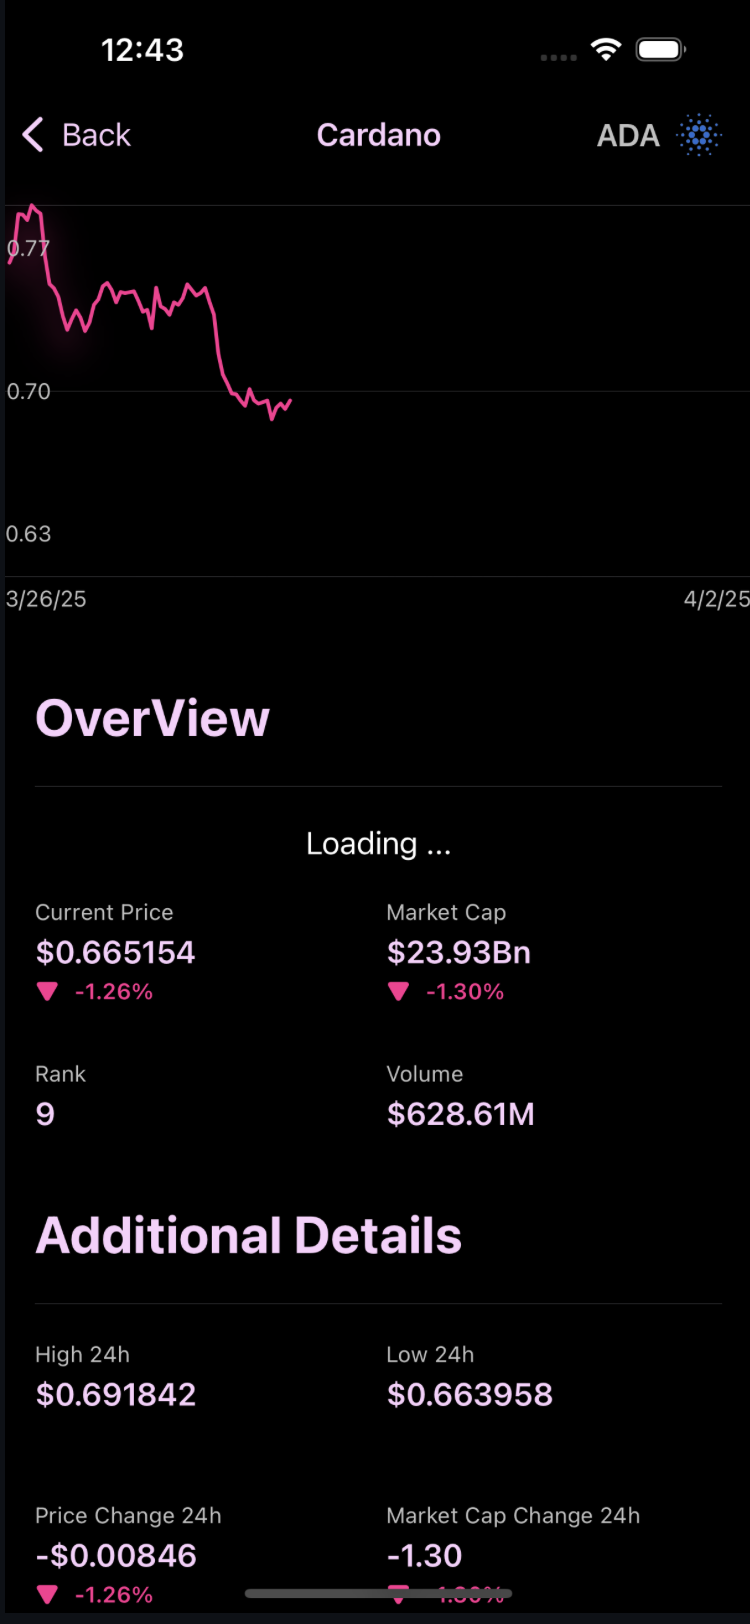 12:43
Back Cardano ADA
0.77
0.70
0.63
3/26/25 4/2/25
OverView
Loading ...
Current Price Market Cap
$0.665154 $23.93Bn
-1.26% -1.30%
Rank Volume
9 $628.61M
Additional Details
High 24h Low 24h
$0.691842 $0.663958
Price Change 24h Market Cap Change 24h
-$0.00846 -1.30
-1.26% -1.30%